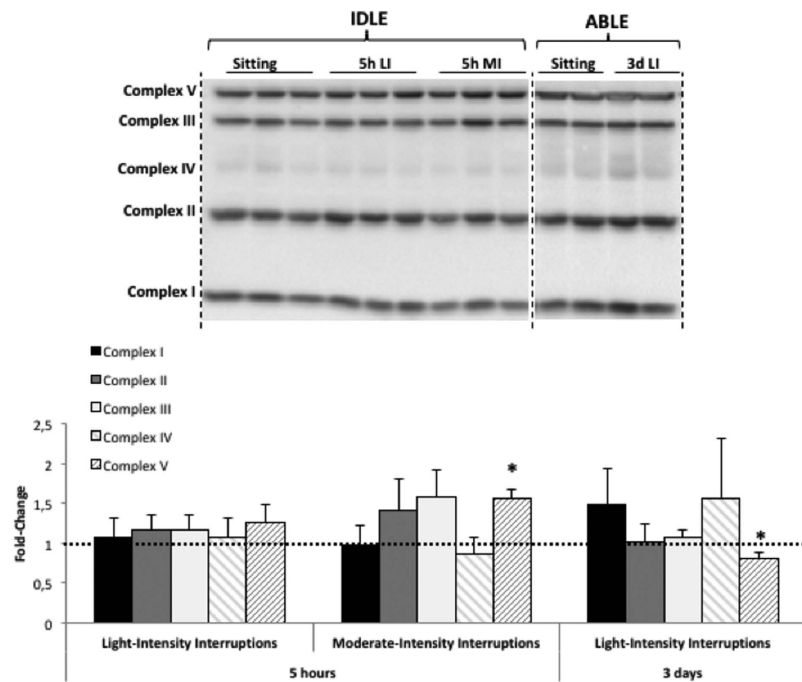 IDLE ABLE
Sitting 5h LI 5h MI Sitting 3d LI
Complex V
Complex III
Complex IV
Complex II
Complex I
Complex I
Complex II
Complex III
Complex IV
Complex V
2,5
2
1,5
1
0,5
0
Fold-Change
*
*
Light-Intensity Interruptions Moderate-Intensity Interruptions Light-Intensity Interruptions
5 hours 3 days